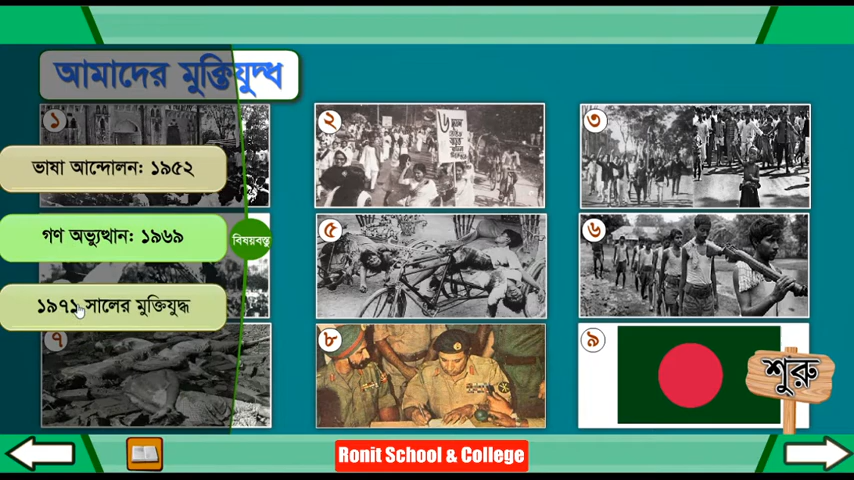 আমাদের মুক্তিযুদ্ধ
১
২
৩
ভাষা আন্দোলন: ১৯৫২
গণ অভ্যুত্থান: ১৯৬৯
বিষয়বস্তু
৫
৬
১৯৭১ সালের মুক্তিযুদ্ধ
৭
৮
৯
শুরু
Ronit School & College